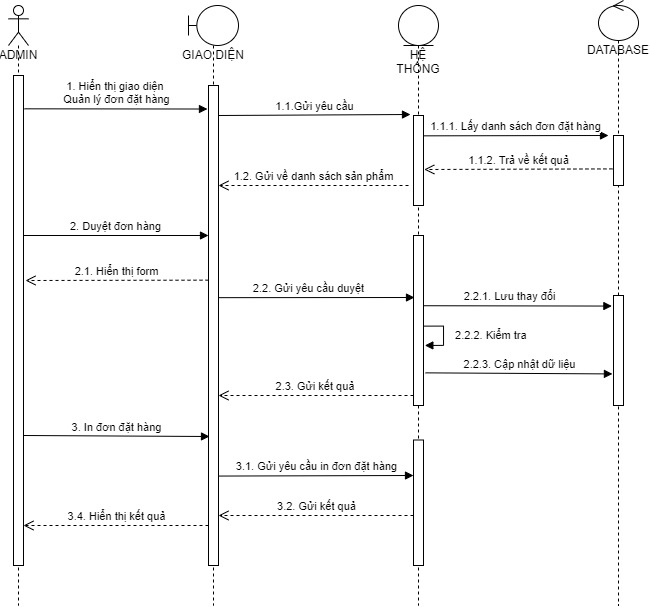 ADMIN
GIAO DIỆN
HỆ
THỐNG
DATABASE
1. Hiển thị giao diện
Quản lý đơn đặt hàng
1.1.Gửi yêu cầu
1.1.1. Lấy danh sách đơn đặt hàng
1.1.2. Trả về kết quả
1.2. Gửi về danh sách sản phẩm
2. Duyệt đơn hàng
2.1. Hiển thị form
2.2. Gửi yêu cầu duyệt
2.2.1. Lưu thay đổi
2.2.2. Kiểm tra
2.2.3. Cập nhật dữ liệu
2.3. Gửi kết quả
3. In đơn đặt hàng
3.1. Gửi yêu cầu in đơn đặt hàng
3.2. Gửi kết quả
3.4. Hiển thị kết quả